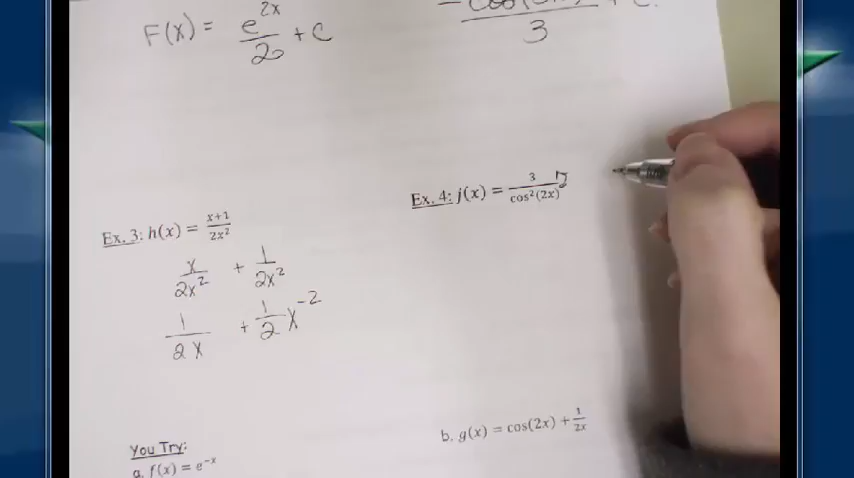 F(x) = e^{2x}/2 + C
3
Ex. 3: h(x) = x+1/2x²
x/2x² + 1/2x²
1/2x + 1/2 x^{-2}
Ex. 4: j(x) = 3/cos²(2x)
You Try:
a. f(x) = e^{-x}
b. g(x) = cos(2x) + 1/2x